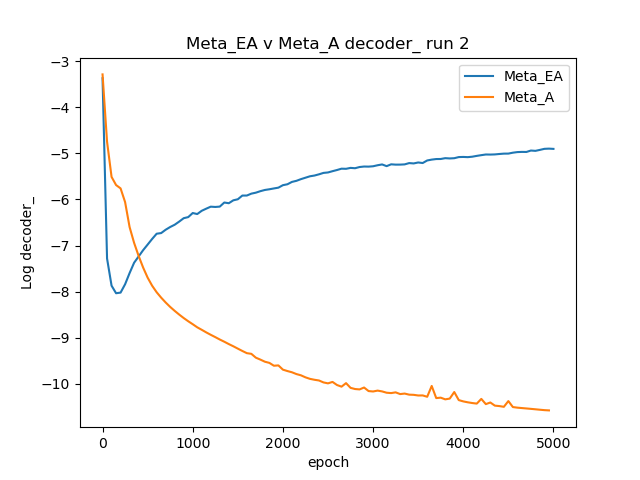 Meta_EA v Meta_A decoder_ run 2
Meta_EA
Meta_A
Log decoder_
−3
−4
−5
−6
−7
−8
−9
−10
0
1000
2000
3000
4000
5000
epoch